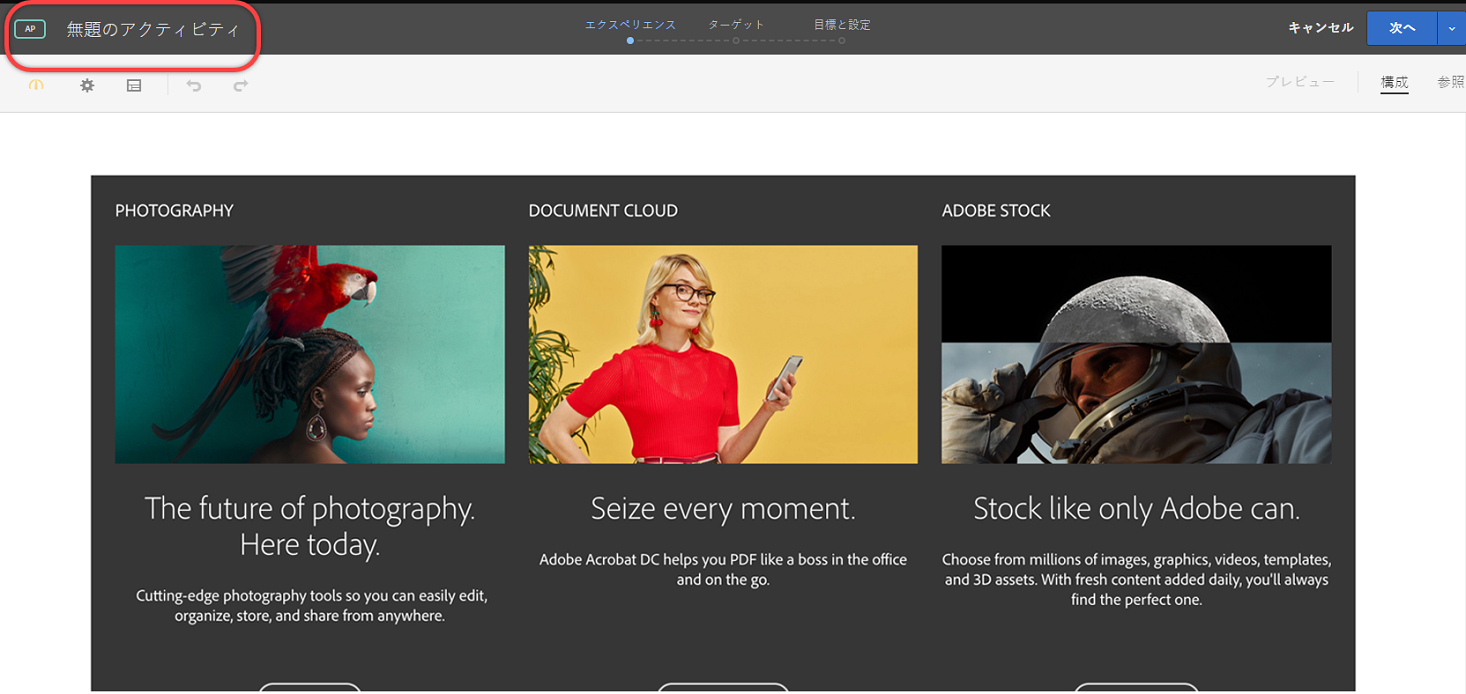 AP 無題のアクティビティ
エクスペリエンス ターゲット 目標と設定
キャンセル 次へ
プレビュー 構成 参照
PHOTOGRAPHY
The future of photography.
Here today.
Cutting-edge photography tools so you can easily edit,
organize, store, and share from anywhere.
DOCUMENT CLOUD
Seize every moment.
Adobe Acrobat DC helps you PDF like a boss in the office
and on the go.
ADOBE STOCK
Stock like only Adobe can.
Choose from millions of images, graphics, videos, templates,
and 3D assets. With fresh content added daily, you'll always
find the perfect one.